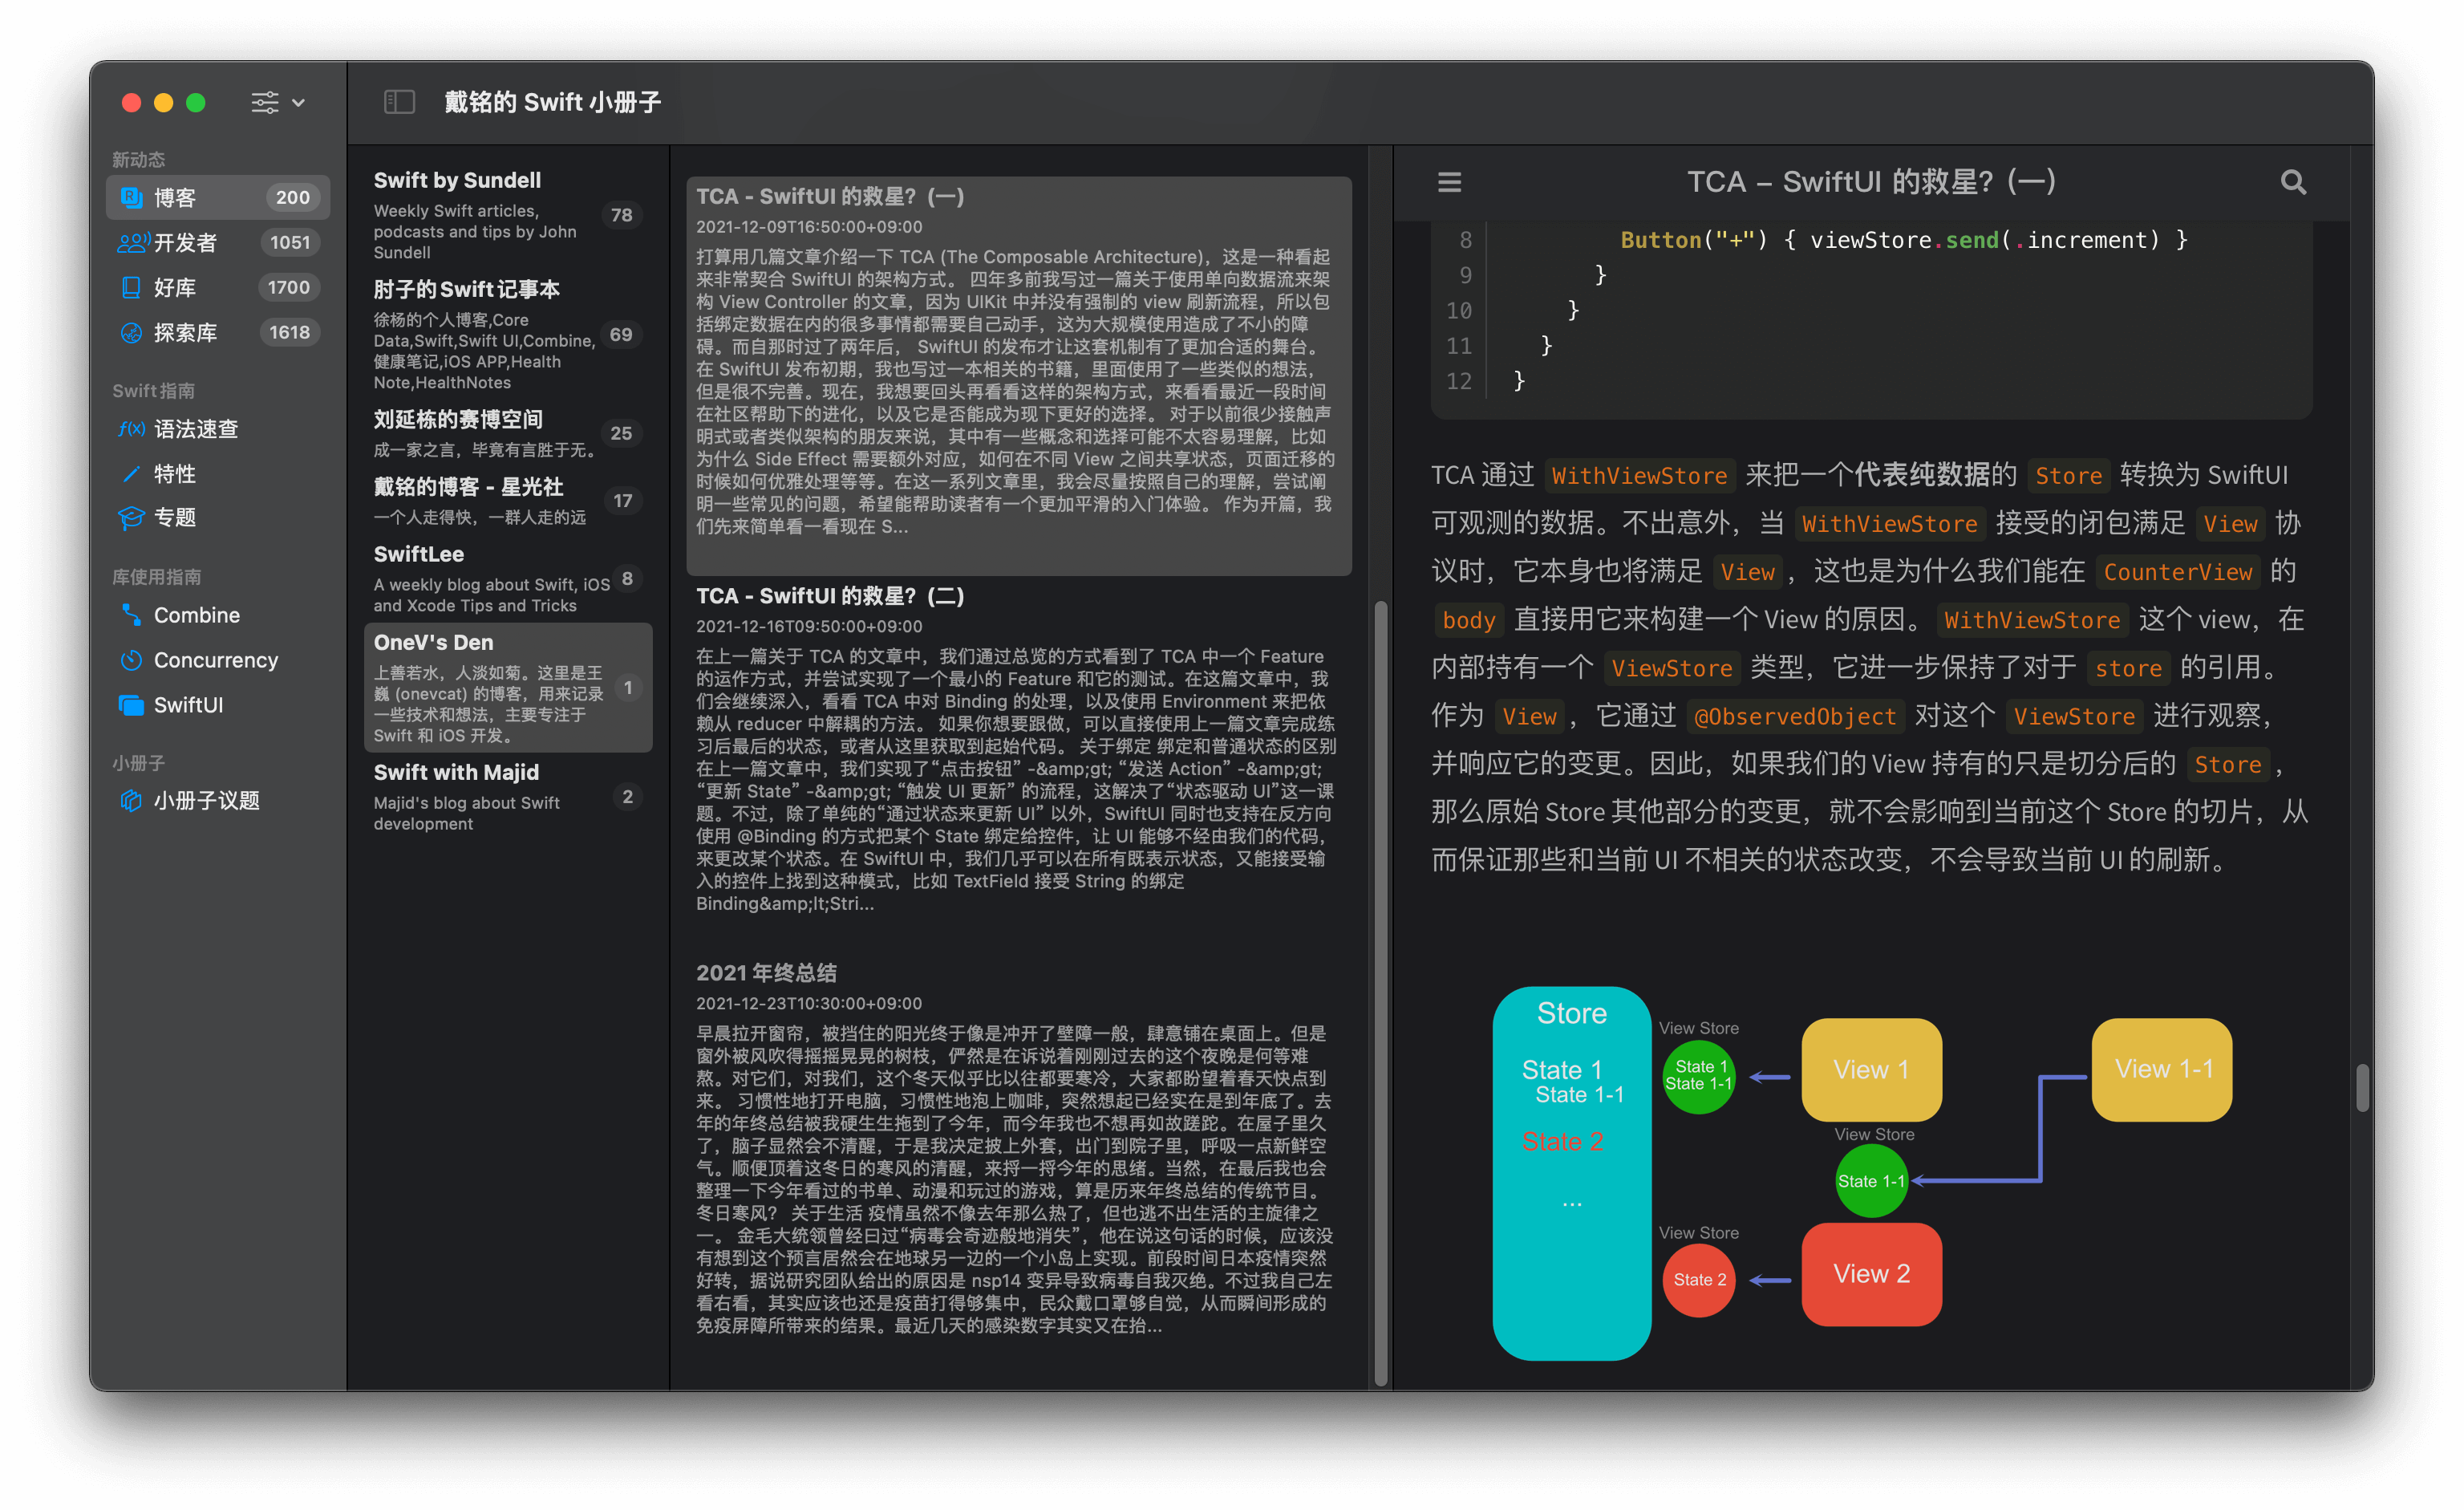 戴铭的 Swift 小册子
新动态
博客 200
开发者 1051
好库 1700
探索库 1618
Swift指南
f(x) 语法速查
特性
专题
库使用指南
Combine
Concurrency
SwiftUI
小册子
小册子议题
Swift by Sundell
Weekly Swift articles,
podcasts and tips by John
Sundell
78
肘子的Swift记事本
徐杨的个人博客,Core
Data,Swift,Swift UI,Combine,
健康笔记,iOS APP,Health
Note,HealthNotes
69
刘延栋的赛博空间
成一家之言，毕竟有言胜于无。
25
戴铭的博客 - 星光社
一个人走得快，一群人走的远
17
SwiftLee
A weekly blog about Swift, iOS
and Xcode Tips and Tricks
8
OneV's Den
上善若水，人淡如菊。这里是王
巍 (onevcat) 的博客，用来记录
一些技术和想法，主要专注于
Swift 和 iOS 开发。
1
Swift with Majid
Majid's blog about Swift
development
2
TCA - SwiftUI 的救星？(一)
2021-12-09T16:50:00+09:00
打算用几篇文章介绍一下 TCA (The Composable Architecture)，这是一种看起
来非常契合 SwiftUI 的架构方式。 四年多前我写过一篇关于使用单向数据流来架
构 View Controller 的文章，因为 UIKit 中并没有强制的 view 刷新流程，所以包
括绑定数据在内的很多事情都需要自己动手，这为大规模使用造成了不小的障
碍。而自那时过了两年后， SwiftUI 的发布才让这套机制有了更加合适的舞台。
在 SwiftUI 发布初期，我也写过一本相关的书籍，里面使用了一些类似的想法，
但是很不完善。现在，我想要回头再看看这样的架构方式，来看看最近一段时间
在社区帮助下的进化，以及它是否能成为现下更好的选择。 对于以前很少接触声
明式或者类似架构的朋友来说，其中有一些概念和选择可能不太容易理解，比如
为什么 Side Effect 需要额外对应，如何在不同 View 之间共享状态，页面迁移的
时候如何优雅处理等等。在这一系列文章里，我会尽量按照自己的理解，尝试阐
明一些常见的问题，希望能帮助读者有一个更加平滑的入门体验。 作为开篇，我
们先来简单看一看现在 S...
TCA - SwiftUI 的救星？(二)
2021-12-16T09:50:00+09:00
在上一篇关于 TCA 的文章中，我们通过总览的方式看到了 TCA 中一个 Feature
的运作方式，并尝试实现了一个最小的 Feature 和它的测试。在这篇文章中，我
们会继续深入，看看 TCA 中对 Binding 的处理，以及使用 Environment 来把依
赖从 reducer 中解耦的方法。 如果你想要跟做，可以直接使用上一篇文章完成练
习后最后的状态，或者从这里获取到起始代码。 关于绑定 绑定和普通状态的区别
在上一篇文章中，我们实现了“点击按钮” -&amp;gt; “发送 Action” -&amp;gt;
“更新 State” -&amp;gt; “触发 UI 更新” 的流程，这解决了“状态驱动 UI”这一课
题。不过，除了单纯的“通过状态来更新 UI” 以外，SwiftUI 同时也支持在反方向
使用 @Binding 的方式把某个 State 绑定给控件，让 UI 能够不经由我们的代码，
来更改某个状态。在 SwiftUI 中，我们几乎可以在所有既表示状态，又能接受输
入的控件上找到这种模式，比如 TextField 接受 String 的绑定
Binding&amp;lt;Stri...
2021 年终总结
2021-12-23T10:30:00+09:00
早晨拉开窗帘，被挡住的阳光终于像是冲开了壁障一般，肆意铺在桌面上。但是
窗外被风吹得摇摇晃晃的树枝，俨然是在诉说着刚刚过去的这个夜晚是何等难
熬。对它们，对我们，这个冬天似乎比以往都要寒冷，大家都盼望着春天快点到
来。 习惯性地打开电脑，习惯性地泡上咖啡，突然想起已经实在是到年底了。去
年的年终总结被我硬生生拖到了今年，而今年我也不想再如故蹉跎。在屋子里久
了，脑子显然会不清醒，于是我决定披上外套，出门到院子里，呼吸一点新鲜空
气。顺便顶着这冬日的寒风的清醒，来捋一捋今年的思绪。当然，在最后我也会
整理一下今年看过的书单、动漫和玩过的游戏，算是历来年终总结的传统节目。
冬日寒风？ 关于生活 疫情虽然不像去年那么热了，但也逃不出生活的主旋律之
一。 金毛大统领曾经曰过“病毒会奇迹般地消失”，他在说这句话的时候，应该没
有想到这个预言居然会在地球另一边的一个小岛上实现。前段时间日本疫情突然
好转，据说研究团队给出的原因是 nsp14 变异导致病毒自我灭绝。不过我自己左
看右看，其实应该也还是疫苗打得够集中，民众戴口罩够自觉，从而瞬间形成的
免疫屏障所带来的结果。最近几天的感染数字其实又在抬...
TCA – SwiftUI 的救星？(一)
8 Button("+") { viewStore.send(.increment) }
9 }
10 }
11 }
12 }
TCA 通过 WithViewStore 来把一个代表纯数据的 Store 转换为 SwiftUI
可观测的数据。不出意外，当 WithViewStore 接受的闭包满足 View 协
议时，它本身也将满足 View ，这也是为什么我们能在 CounterView 的
body 直接用它来构建一个 View 的原因。 WithViewStore 这个 view，在
内部持有一个 ViewStore 类型，它进一步保持了对于 store 的引用。
作为 View ，它通过 @ObservedObject 对这个 ViewStore 进行观察，
并响应它的变更。因此，如果我们的 View 持有的只是切分后的 Store ，
那么原始 Store 其他部分的变更，就不会影响到当前这个 Store 的切片，从
而保证那些和当前 UI 不相关的状态改变，不会导致当前 UI 的刷新。
Store
State 1
State 1-1
State 2
...
View Store
State 1
State 1-1
View 1
View 1-1
View Store
State 1-1
View Store
State 2
View 2